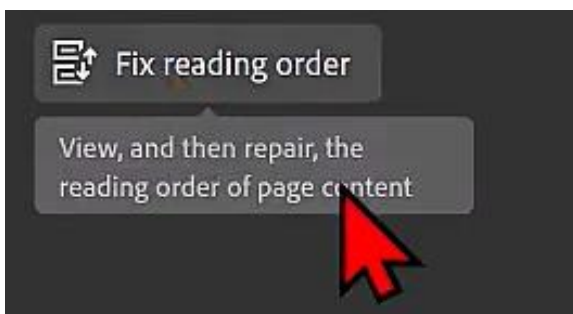 Fix reading order
View, and then repair, the
reading order of page content